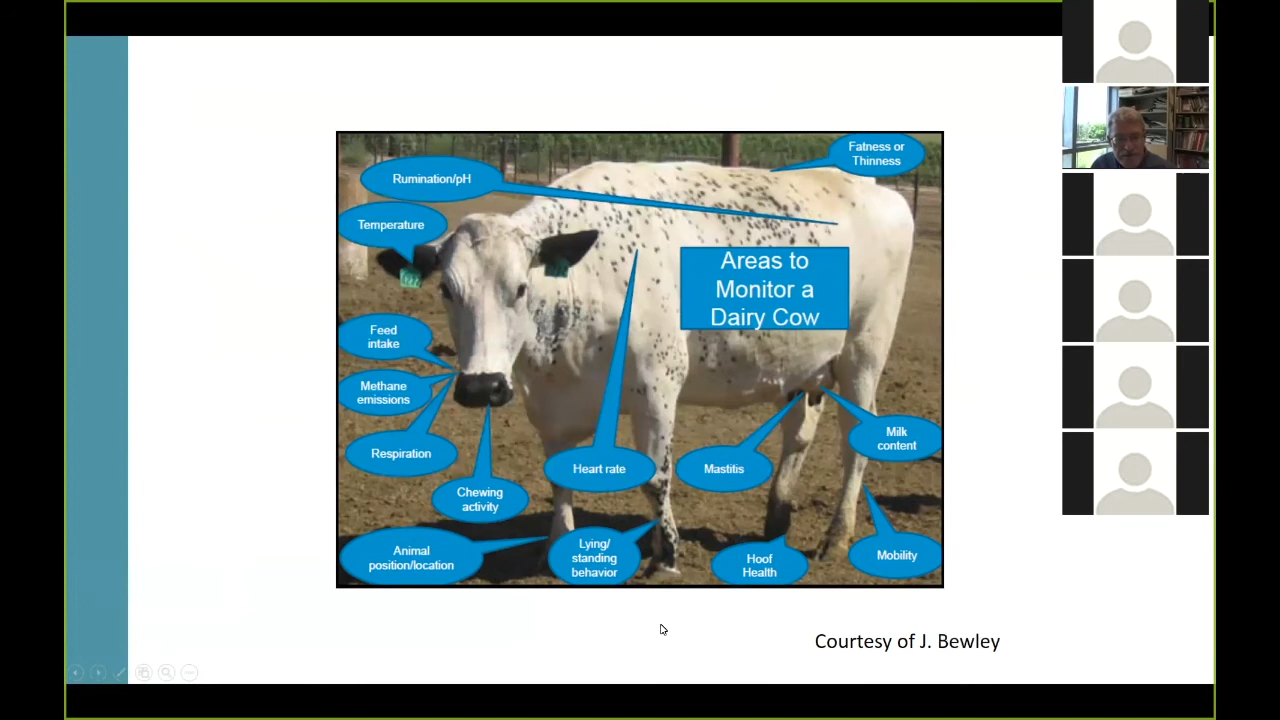 Fatness or
Thinness
Rumination/pH
Temperature
Areas to
Monitor a
Dairy Cow
Feed
intake
Methane
emissions
Respiration
Chewing
activity
Heart rate
Mastitis
Milk
content
Animal
position/location
Lying/
standing
behavior
Hoof
Health
Mobility
Courtesy of J. Bewley